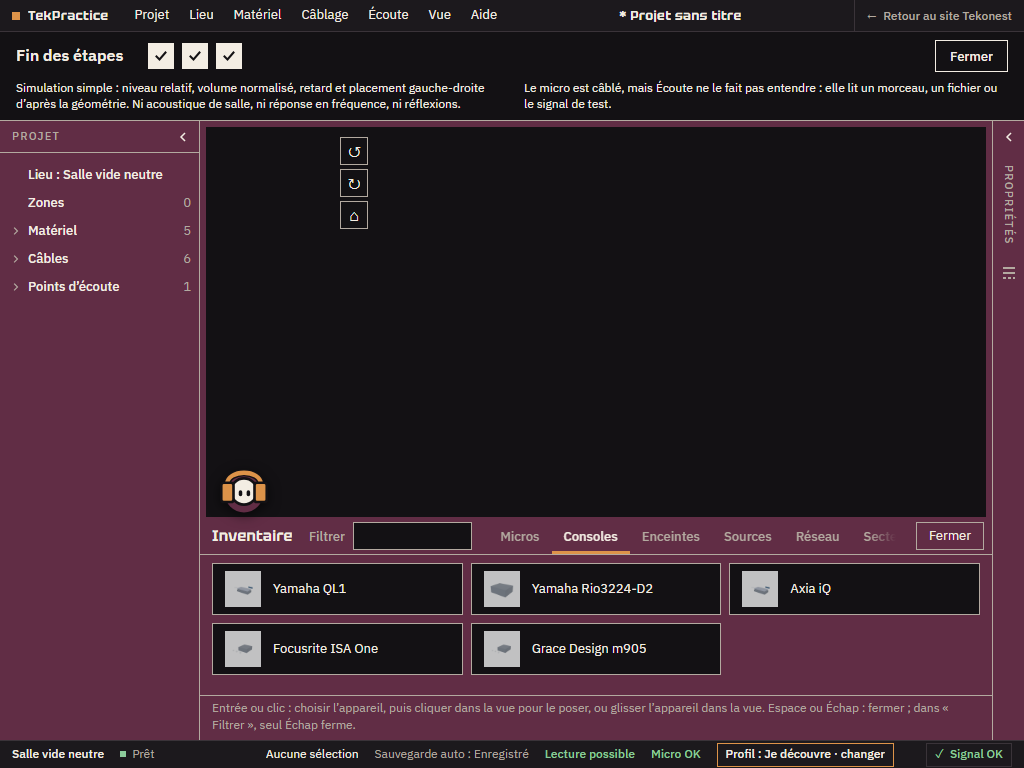 TekPractice Projet Lieu Matériel Câblage Écoute Vue Aide * Projet sans titre ← Retour au site Tekonest
Fin des étapes ✓ ✓ ✓ Fermer
Simulation simple : niveau relatif, volume normalisé, retard et placement gauche-droite
d’après la géométrie. Ni acoustique de salle, ni réponse en fréquence, ni réflexions.
Le micro est câblé, mais Écoute ne le fait pas entendre : elle lit un morceau, un fichier ou
le signal de test.
PROJET
Lieu : Salle vide neutre
Zones 0
Matériel 5
Câbles 6
Points d’écoute 1
PROPRIÉTÉS
Inventaire Filtrer Micros Consoles Enceintes Sources Réseau Secte Fermer
Yamaha QL1 Yamaha Rio3224-D2 Axia iQ
Focusrite ISA One Grace Design m905
Entrée ou clic : choisir l’appareil, puis cliquer dans la vue pour le poser, ou glisser l’appareil dans la vue. Espace ou Échap : fermer ; dans «
Filtrer », seul Échap ferme.
Salle vide neutre Prêt Aucune sélection Sauvegarde auto : Enregistré Lecture possible Micro OK Profil : Je découvre · changer ✓ Signal OK